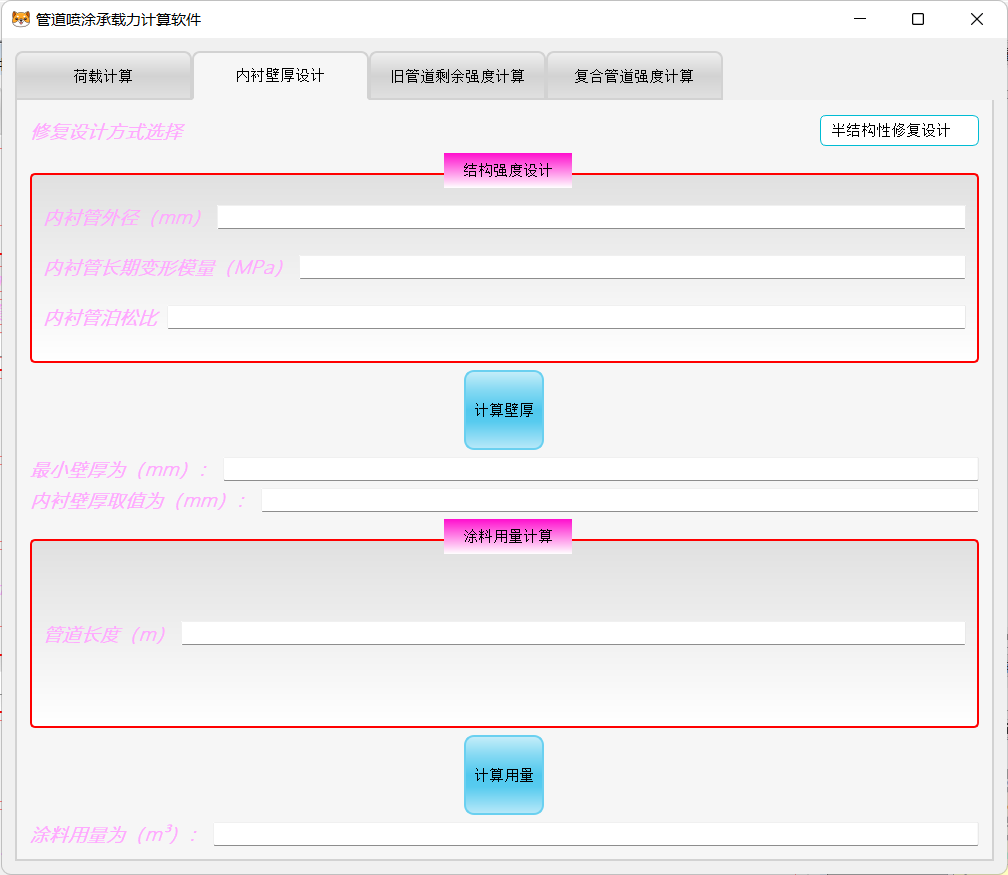 管道喷涂承载力计算软件
荷载计算
内衬壁厚设计
旧管道剩余强度计算
复合管道强度计算
修复设计方式选择
半结构性修复设计
结构强度设计
内衬管外径（mm）
内衬管长期变形模量（MPa）
内衬管泊松比
计算壁厚
最小壁厚为（mm）：
内衬壁厚取值为（mm）：
涂料用量计算
管道长度（m）
计算用量
涂料用量为（m³）：